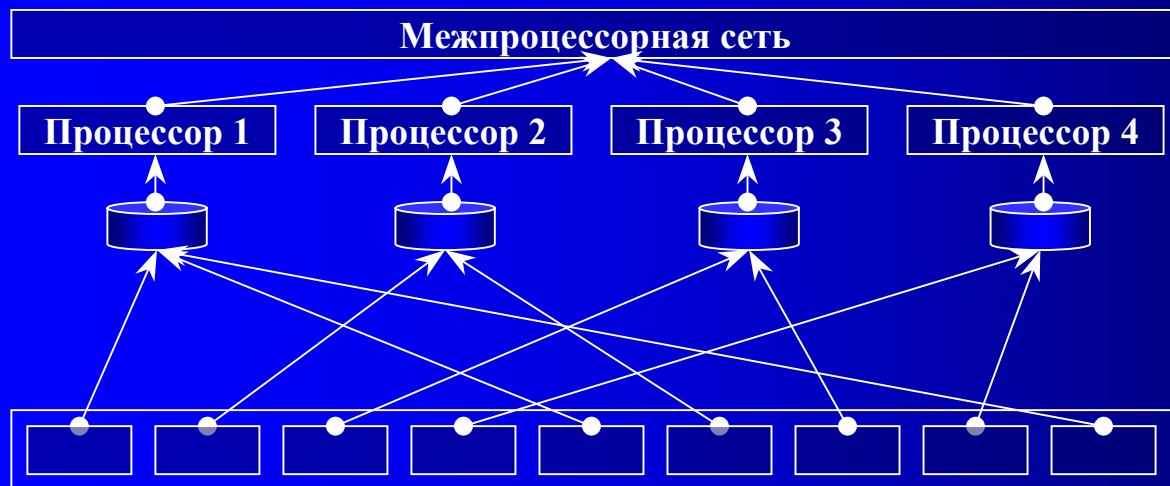 Межпроцессорная сеть
Процессор 1
Процессор 2
Процессор 3
Процессор 4